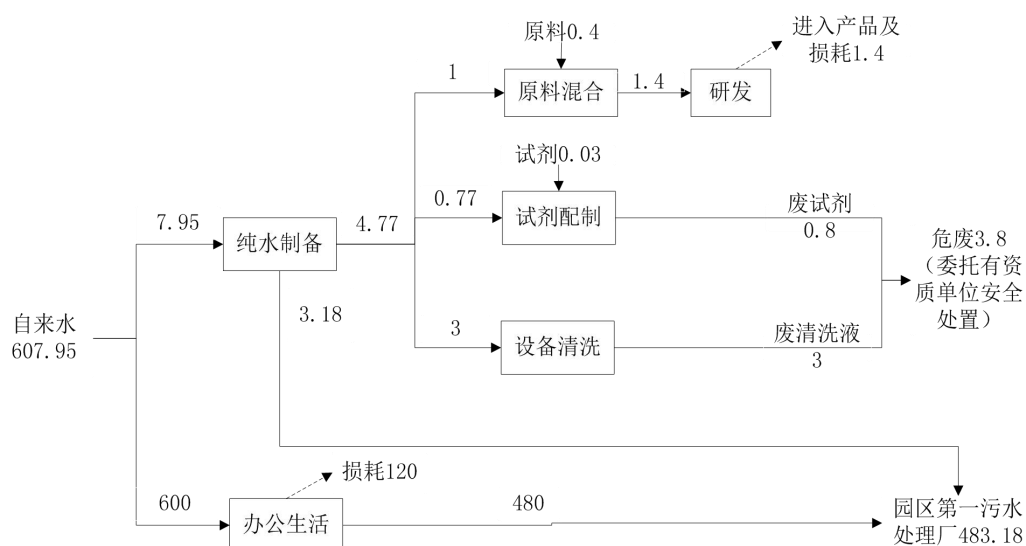 原料0.4
进入产品及
损耗1.4
1
原料混合
1.4
研发
试剂0.03
7.95
纯水制备
4.77
0.77
试剂配制
废试剂
0.8
危废3.8
（委托有资
质单位安全
处置）
自来水
607.95
3.18
3
设备清洗
废清洗液
3
损耗120
600
办公生活
480
园区第一污水
处理厂483.18